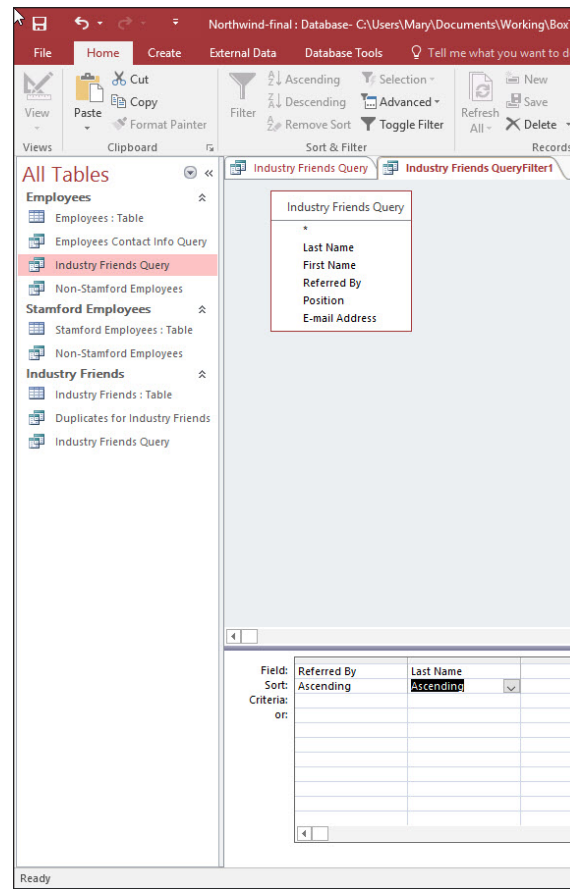 Northwind-final : Database- C:\Users\Mary\Documents\Working\Box
File Home Create External Data Database Tools Tell me what you want to d
View
Paste
Cut
Copy
Format Painter
Filter
Ascending
Descending
Remove Sort
Selection
Advanced
Toggle Filter
Refresh All
New
Save
Delete
Views Clipboard Sort & Filter Records
All Tables
Employees
Employees : Table
Employees Contact Info Query
Industry Friends Query
Non-Stamford Employees
Stamford Employees
Stamford Employees : Table
Non-Stamford Employees
Industry Friends
Industry Friends : Table
Duplicates for Industry Friends
Industry Friends Query
Industry Friends Query Industry Friends QueryFilter1
Industry Friends Query
*
Last Name
First Name
Referred By
Position
E-mail Address
Field: Referred By Last Name
Sort: Ascending Ascending
Criteria:
or:
Ready